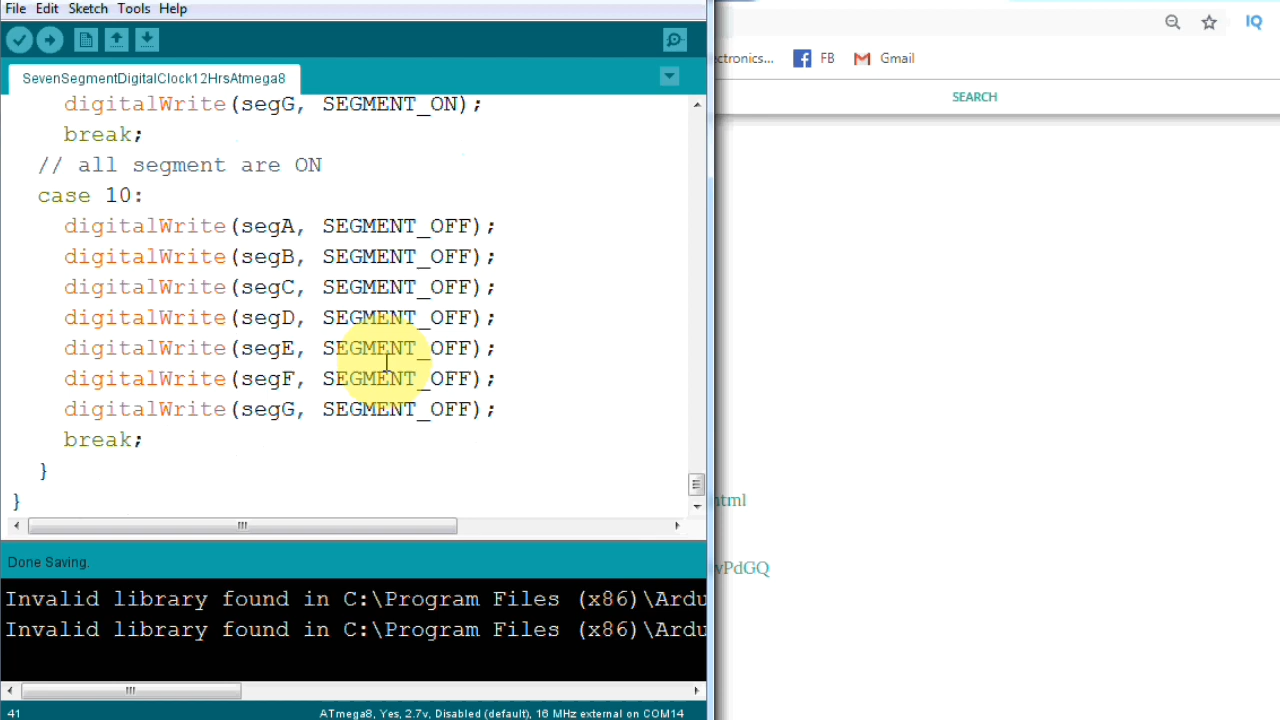 File Edit Sketch Tools Help
SevenSegmentDigitalClock12HrsAtmega8
digitalWrite(segG, SEGMENT_ON);
break;
// all segment are ON
case 10:
digitalWrite(segA, SEGMENT_OFF);
digitalWrite(segB, SEGMENT_OFF);
digitalWrite(segC, SEGMENT_OFF);
digitalWrite(segD, SEGMENT_OFF);
digitalWrite(segE, SEGMENT_OFF);
digitalWrite(segF, SEGMENT_OFF);
digitalWrite(segG, SEGMENT_OFF);
break;
}
}
Done Saving.
Invalid library found in C:\Program Files (x86)\Ardu
Invalid library found in C:\Program Files (x86)\Ardu
41 ATmega8, Yes, 2.7v, Disabled (default), 16 MHz external on COM14
IQ
ctronics... FB Gmail
SEARCH
html
vPdGQ